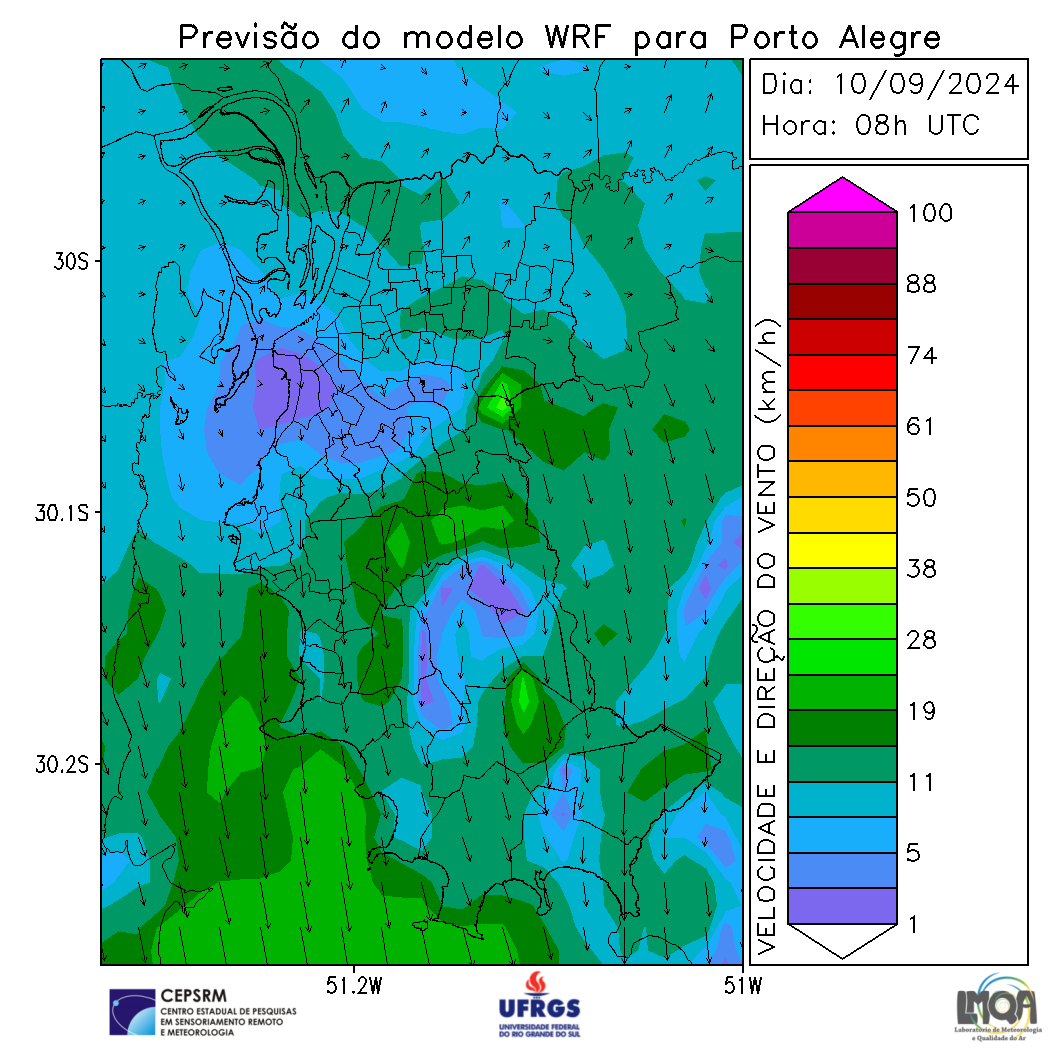 Previsão do modelo WRF para Porto Alegre
Dia: 10/09/2024
Hora: 08h UTC
30S
30.1S
30.2S
51.2W
51W
VELOCIDADE E DIREÇÃO DO VENTO (km/h)
100
88
74
61
50
38
28
19
11
5
1
CEPSRM
CENTRO ESTADUAL DE PESQUISAS
EM SENSORIAMENTO REMOTO
E METEOROLOGIA
UFRGS
UNIVERSIDADE FEDERAL
DO RIO GRANDE DO SUL
LMQA
Laboratório de Meteorologia
e Qualidade do Ar